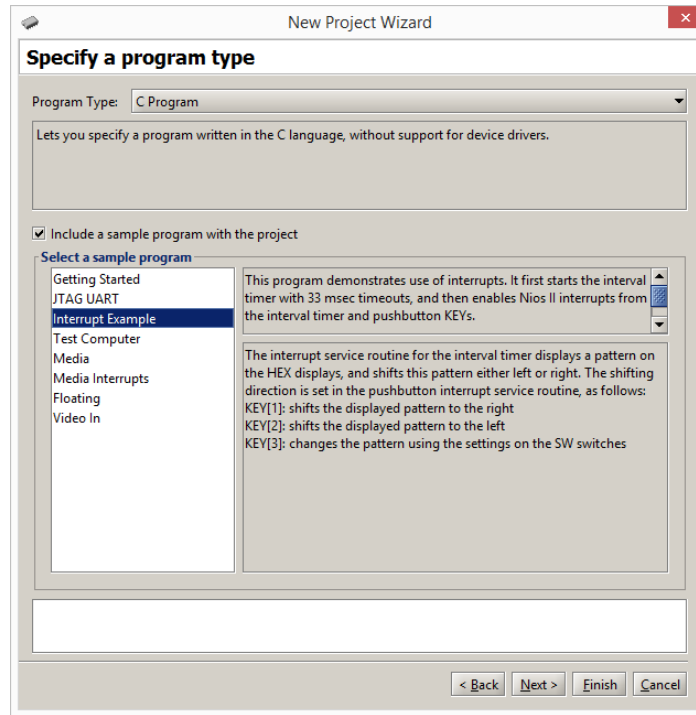 New Project Wizard
Specify a program type
Program Type: C Program
Lets you specify a program written in the C language, without support for device drivers.
Include a sample program with the project
Select a sample program
Getting Started
JTAG UART
Interrupt Example
Test Computer
Media
Media Interrupts
Floating
Video In
This program demonstrates use of interrupts. It first starts the interval
timer with 33 msec timeouts, and then enables Nios II interrupts from
the interval timer and pushbutton KEYs.
The interrupt service routine for the interval timer displays a pattern on
the HEX displays, and shifts this pattern either left or right. The shifting
direction is set in the pushbutton interrupt service routine, as follows:
KEY[1]: shifts the displayed pattern to the right
KEY[2]: shifts the displayed pattern to the left
KEY[3]: changes the pattern using the settings on the SW switches
< Back Next > Finish Cancel